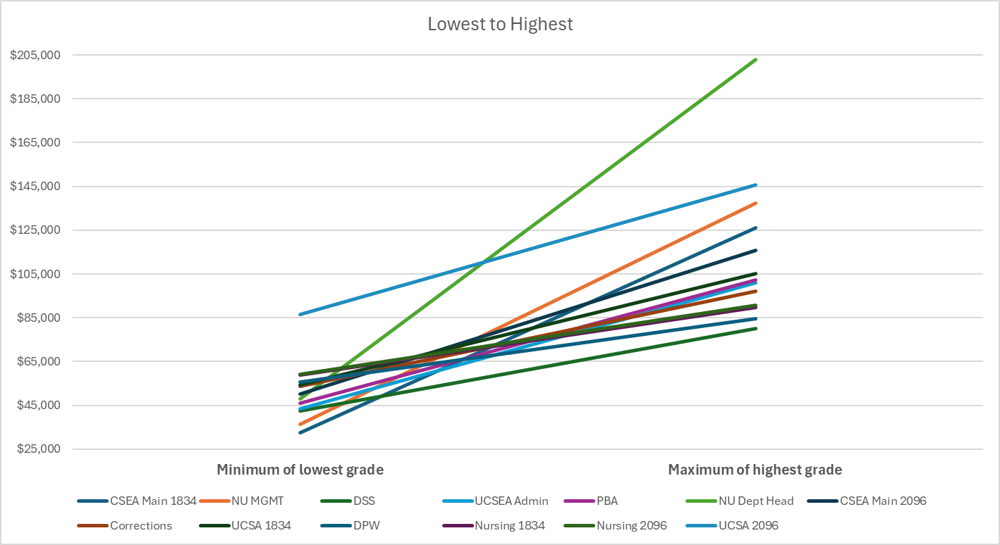 Lowest to Highest
$205,000
$185,000
$165,000
$145,000
$125,000
$105,000
$85,000
$65,000
$45,000
$25,000
Minimum of lowest grade Maximum of highest grade
CSEA Main 1834 NU MGMT DSS UCSEA Admin PBA NU Dept Head CSEA Main 2096
Corrections UCSA 1834 DPW Nursing 1834 Nursing 2096 UCSA 2096